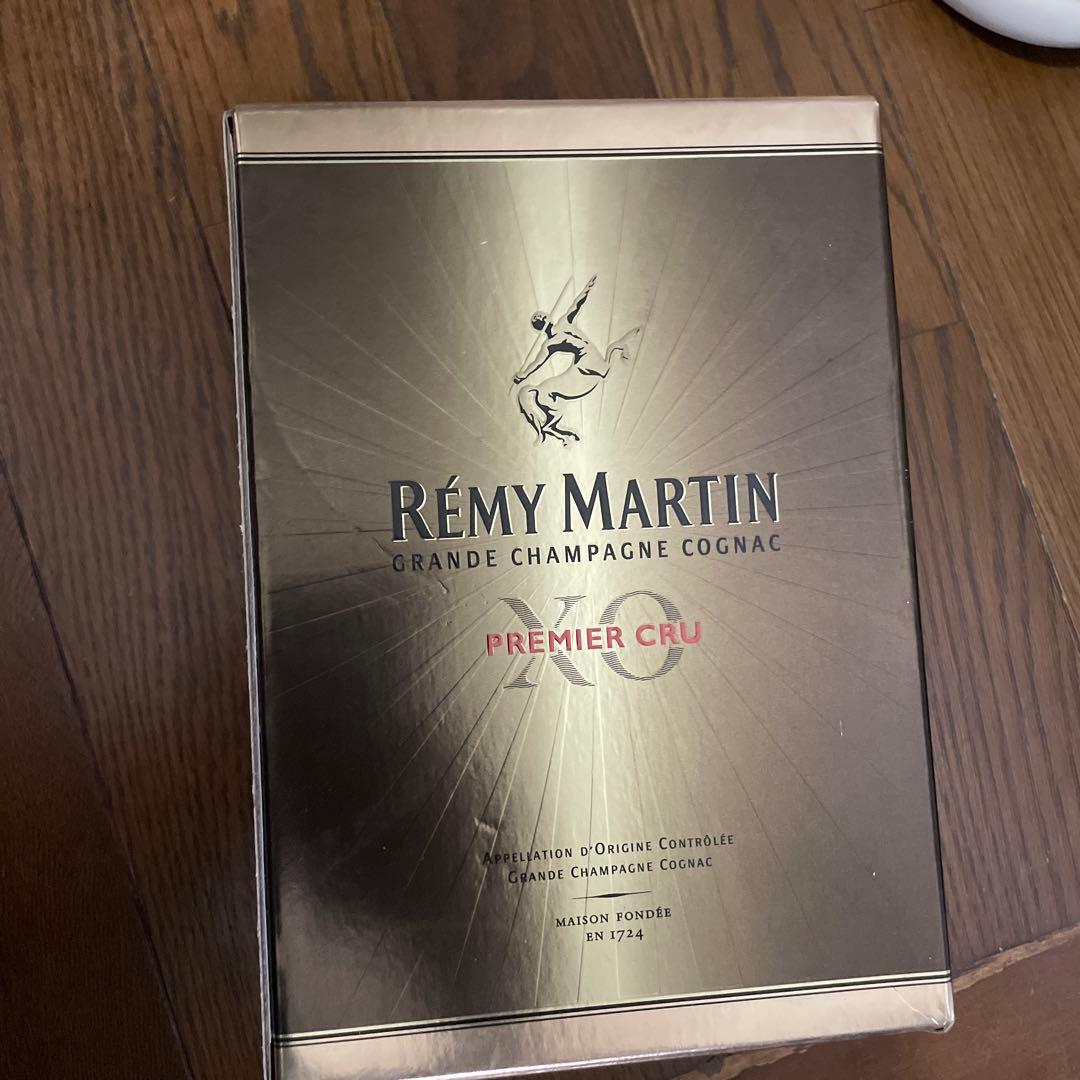 RÉMY MARTIN
GRANDE CHAMPAGNE COGNAC
XO
PREMIER CRU
APPELLATION D'ORIGINE CONTRÔLÉE
GRANDE CHAMPAGNE COGNAC
MAISON FONDÉE
EN 1724